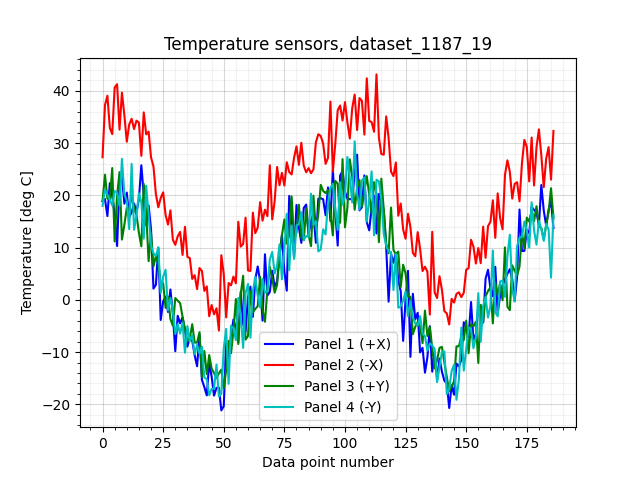 Temperature sensors, dataset_1187_19
Temperature [deg C]
40
30
20
10
0
−10
−20
Panel 1 (+X)
Panel 2 (-X)
Panel 3 (+Y)
Panel 4 (-Y)
0 25 50 75 100 125 150 175
Data point number